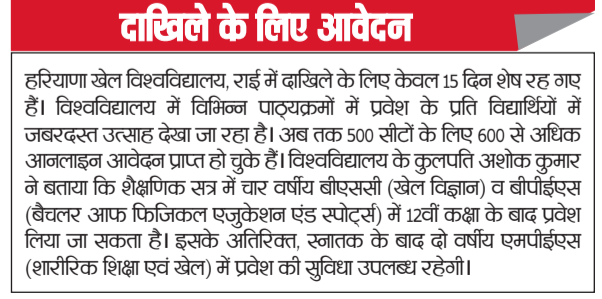 दाखिले के लिए आवेदन
हरियाणा खेल विश्वविद्यालय, राई में दाखिले के लिए केवल 15 दिन शेष रह गए
हैं। विश्वविद्यालय में विभिन्न पाठ्यक्रमों में प्रवेश के प्रति विद्यार्थियों में
जबरदस्त उत्साह देखा जा रहा है। अब तक 500 सीटों के लिए 600 से अधिक
आनलाइन आवेदन प्राप्त हो चुके हैं। विश्वविद्यालय के कुलपति अशोक कुमार
ने बताया कि शैक्षणिक सत्र में चार वर्षीय बीएससी (खेल विज्ञान) व बीपीईएस
(बैचलर आफ फिजिकल एजुकेशन एंड स्पोर्ट्स) में 12वीं कक्षा के बाद प्रवेश
लिया जा सकता है। इसके अतिरिक्त, स्नातक के बाद दो वर्षीय एमपीईएस
(शारीरिक शिक्षा एवं खेल) में प्रवेश की सुविधा उपलब्ध रहेगी।